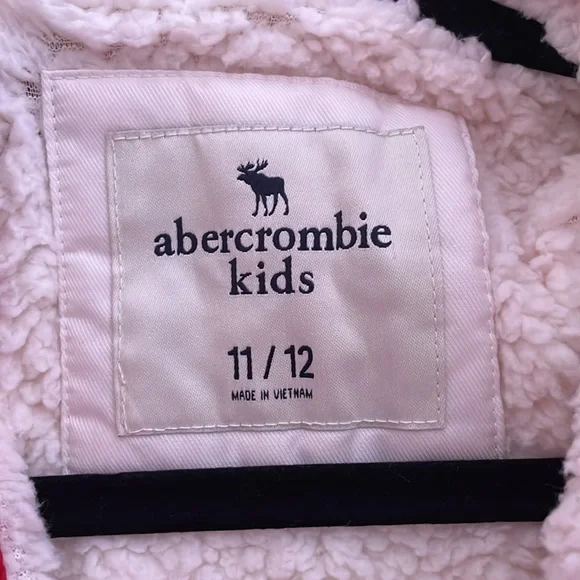 abercrombie
kids
11 / 12
MADE IN VIETNAM